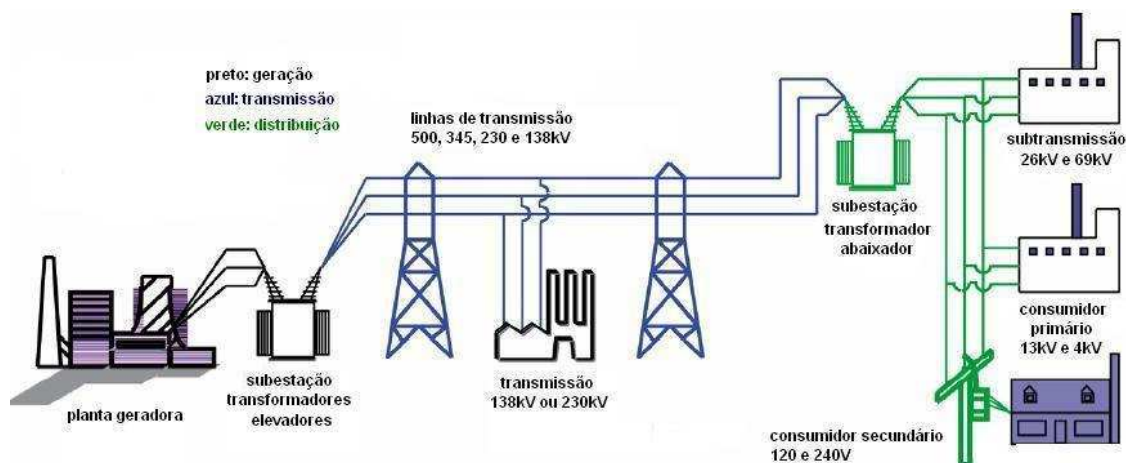 preto: geração
azul: transmissão
verde: distribuição
linhas de transmissão
500, 345, 230 e 138kV
subtransmissão
26kV e 69kV
subestação
transformador
abaixador
consumidor
primário
13kV e 4kV
planta geradora
subestação
transformadores
elevadores
transmissão
138kV ou 230kV
consumidor secundário
120 e 240V